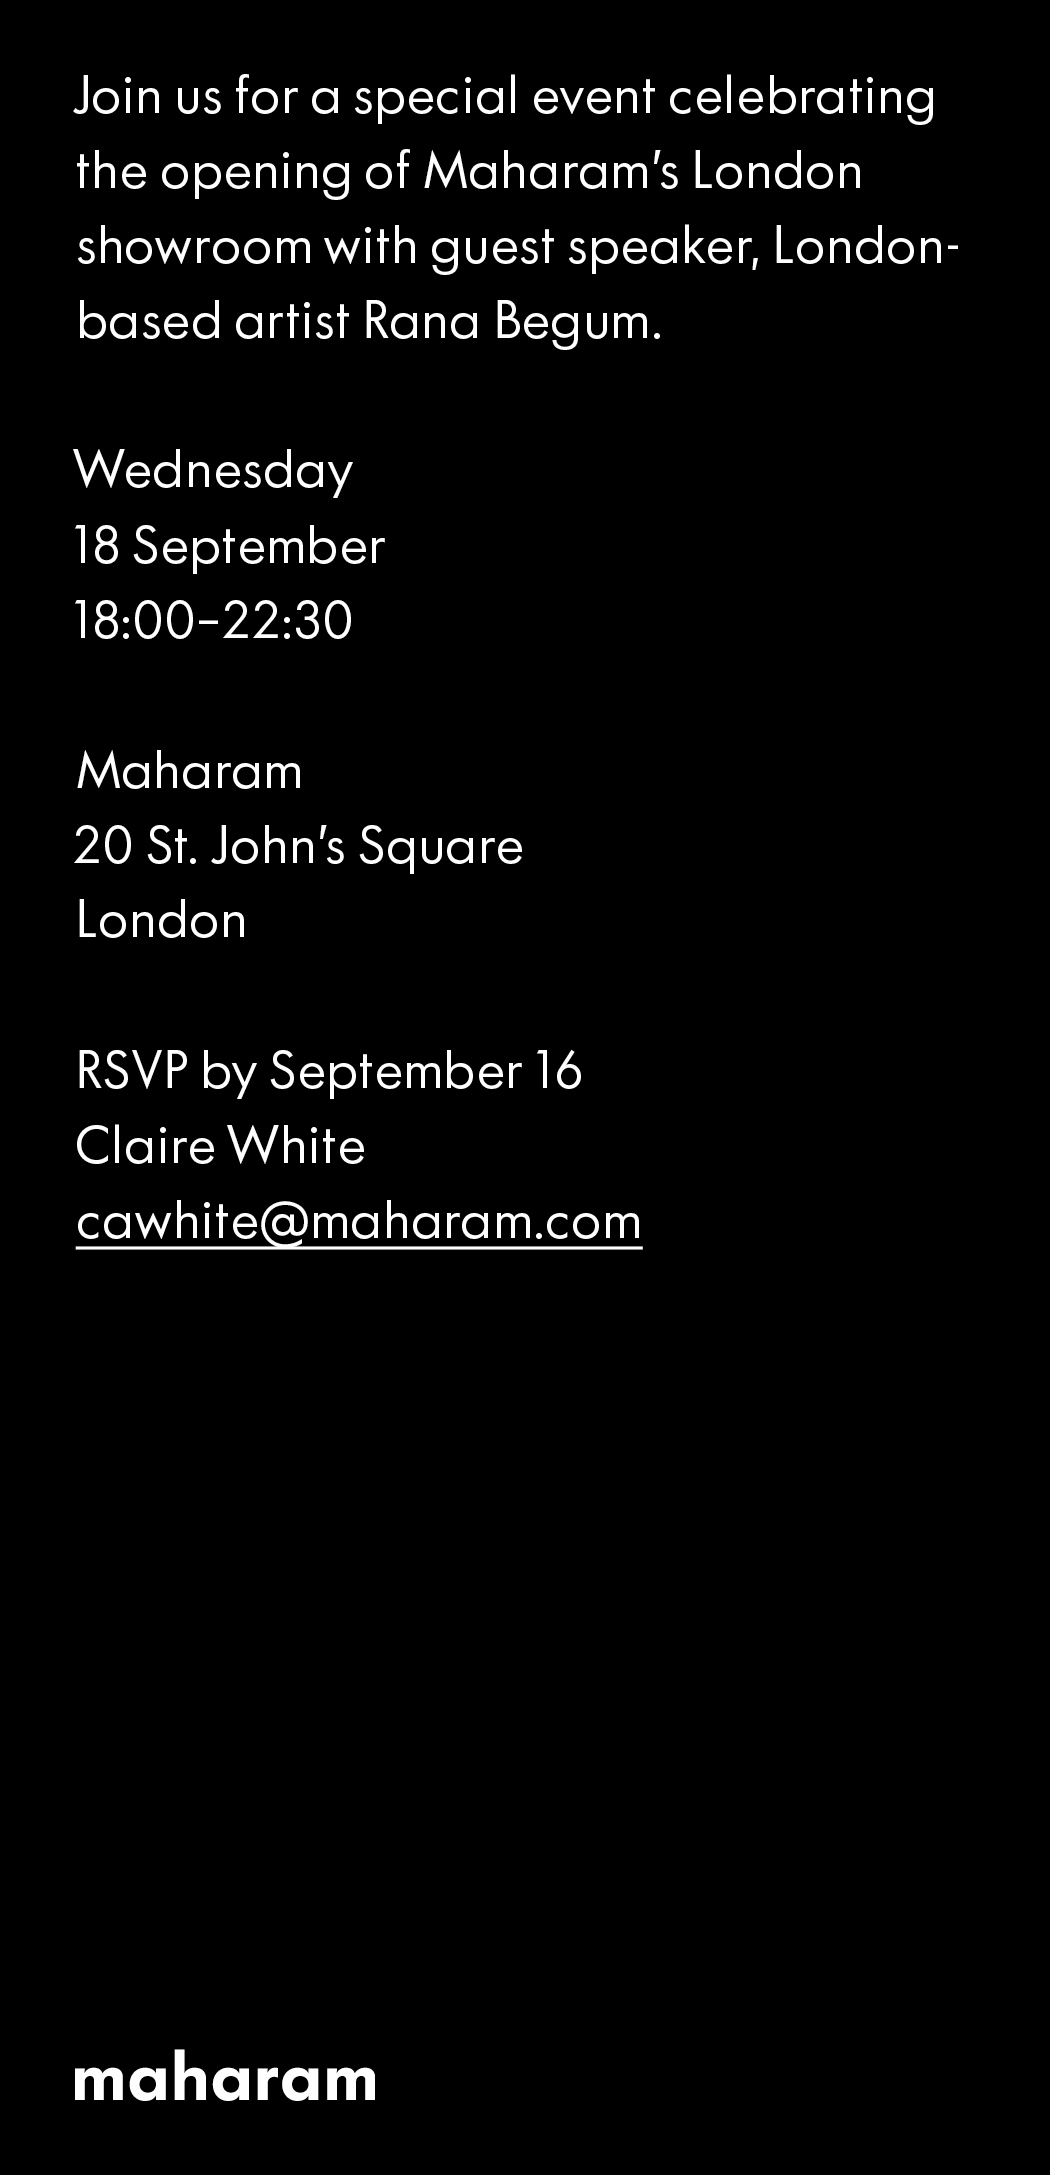 Join us for a special event celebrating
the opening of Maharam's London
showroom with guest speaker, London-
based artist Rana Begum.
Wednesday
18 September
18:00–22:30
Maharam
20 St. John's Square
London
RSVP by September 16
Claire White
cawhite@maharam.com
maharam